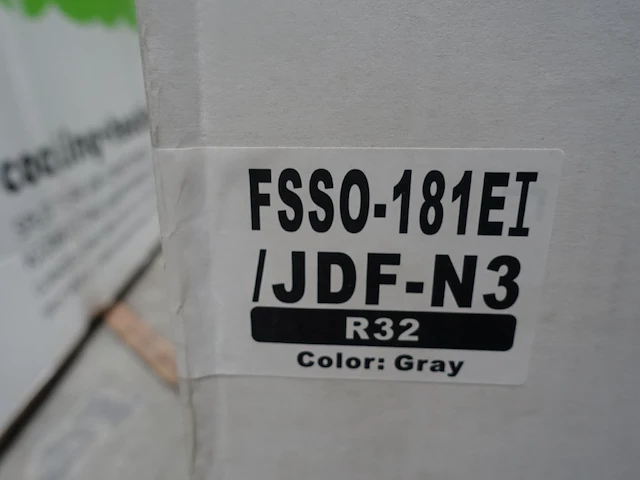 FSSO-181EI
/JDF-N3
R32
Color: Gray